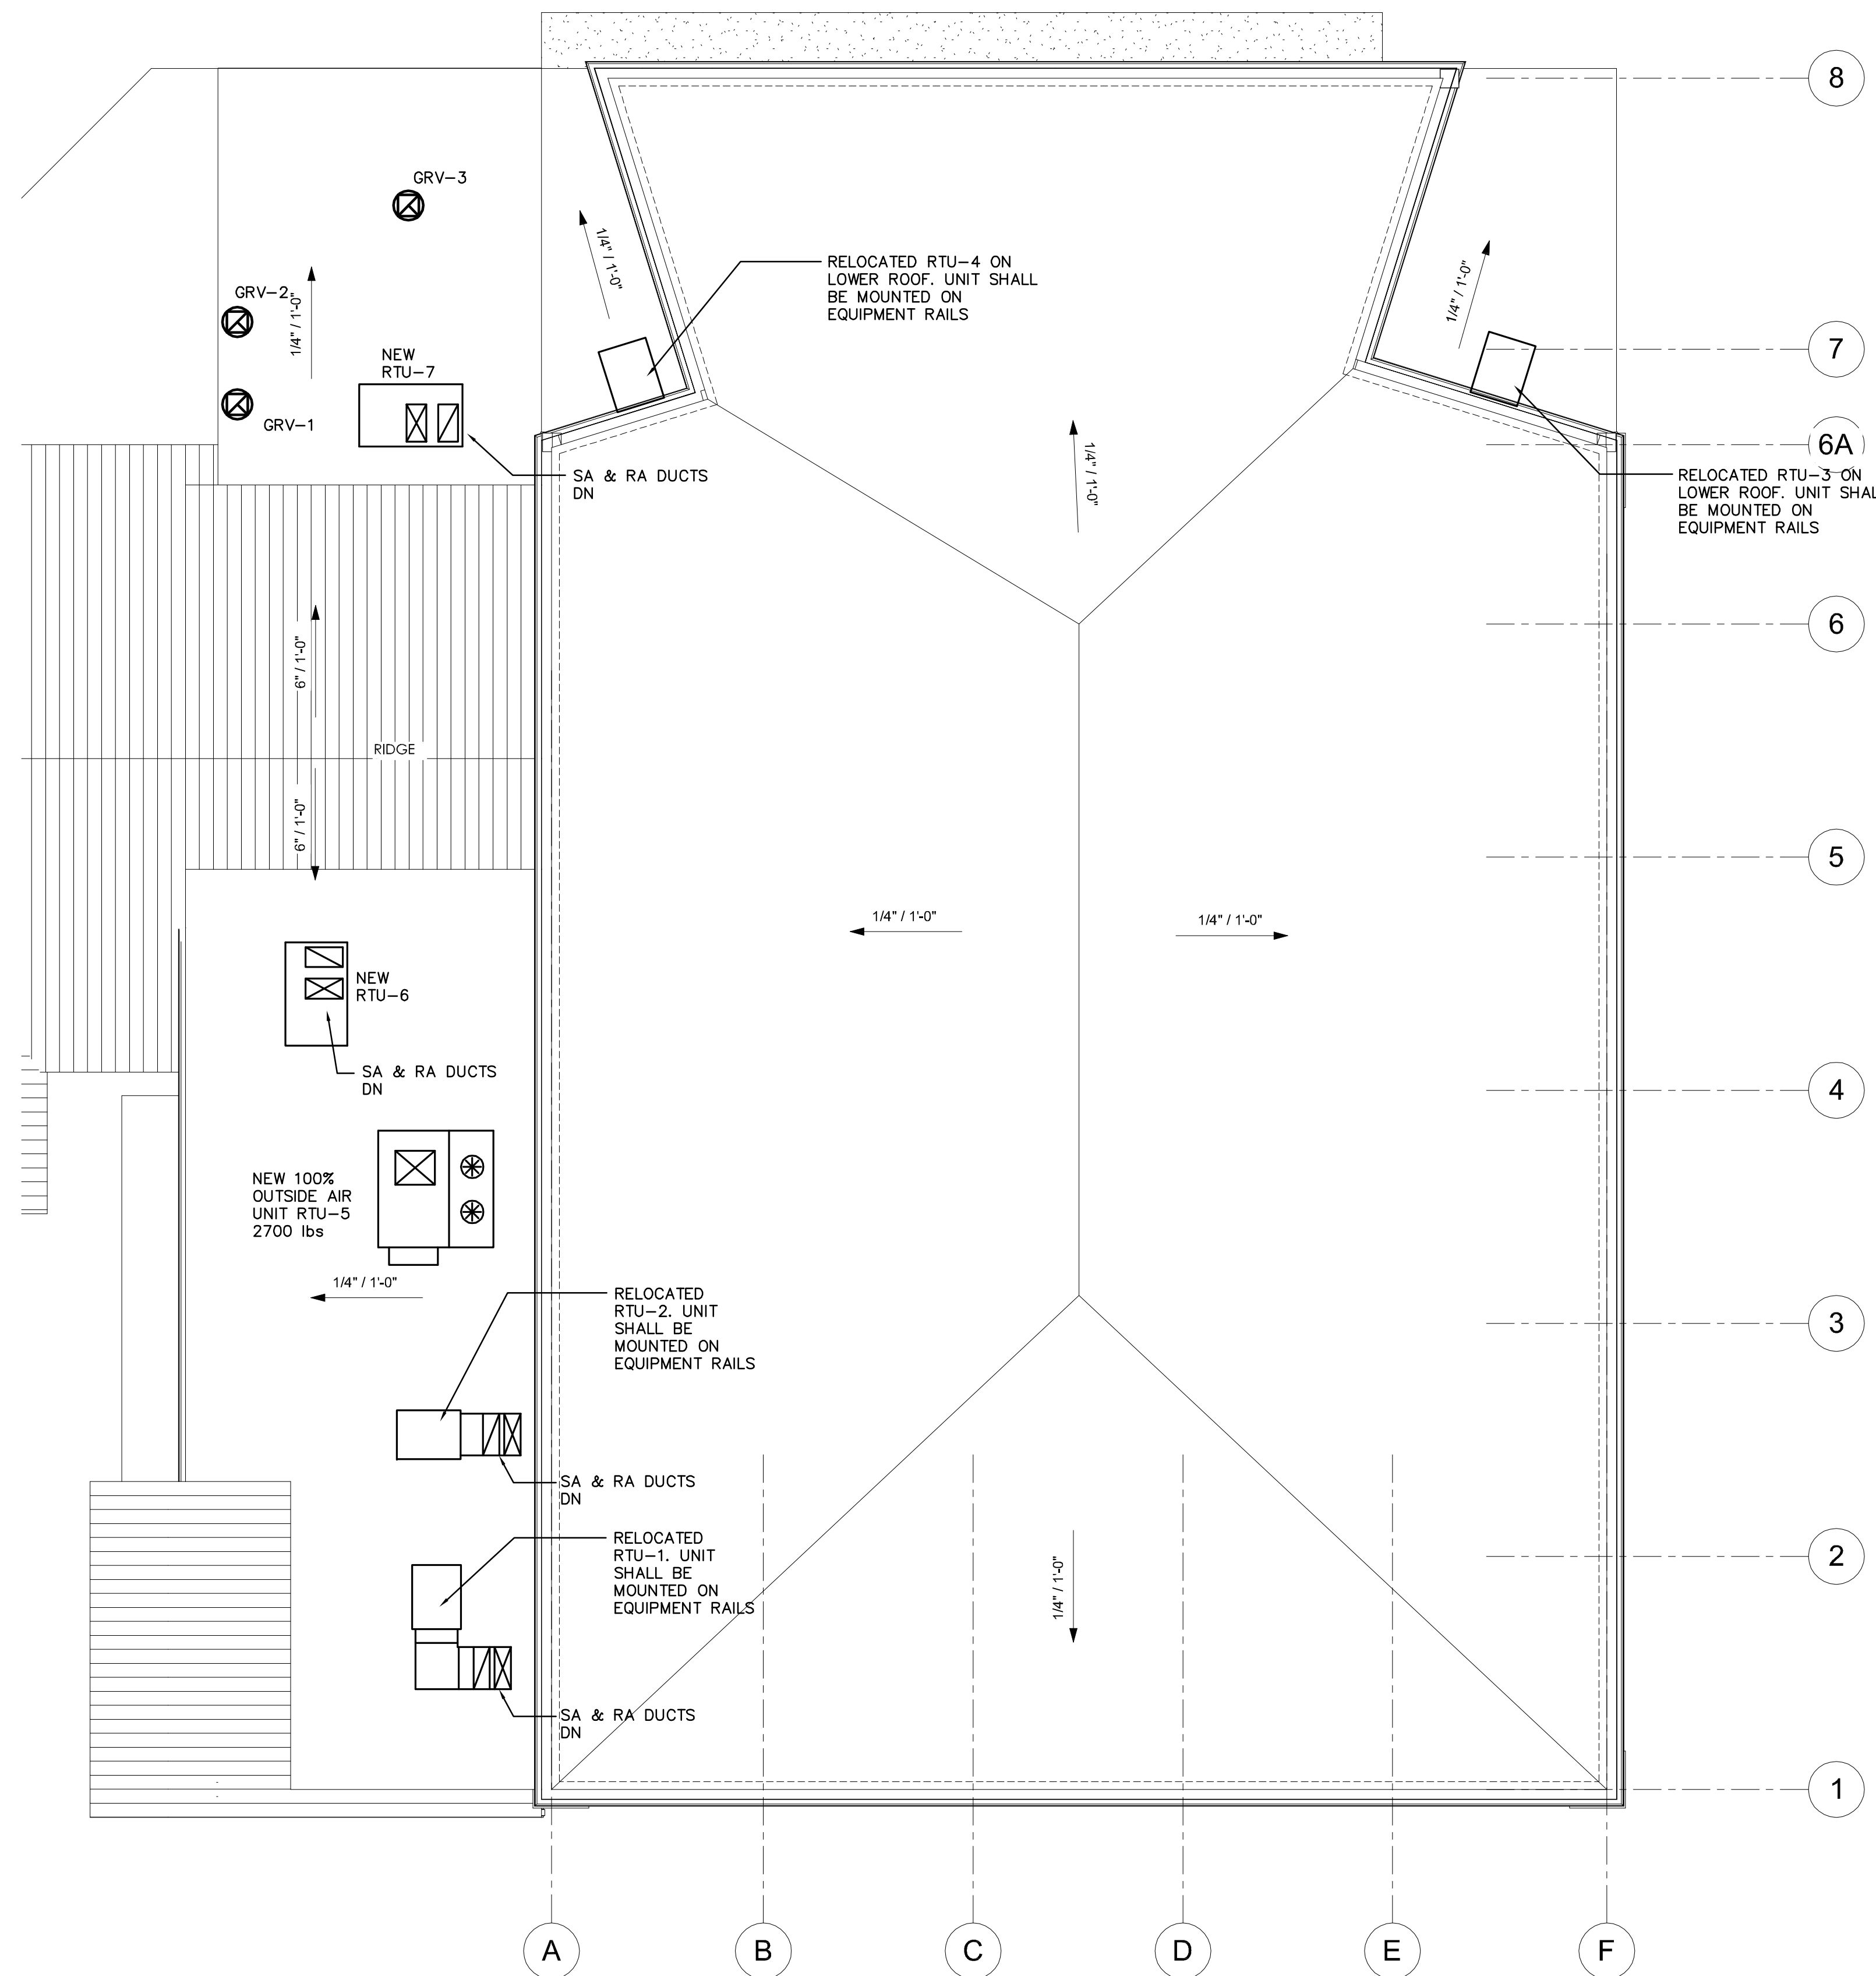 8
GRV-3
1/4" / 1'-0"
RELOCATED RTU-4 ON
LOWER ROOF. UNIT SHALL
BE MOUNTED ON
EQUIPMENT RAILS
1/4" / 1'-0"
GRV-2
1/4" / 1'-0"
NEW
RTU-7
7
GRV-1
6A
1/4" / 1'-0"
SA & RA DUCTS
DN
RELOCATED RTU-3 ON
LOWER ROOF. UNIT SHAL
BE MOUNTED ON
EQUIPMENT RAILS
6
6" / 1'-0"
RIDGE
6" / 1'-0"
5
1/4" / 1'-0"
1/4" / 1'-0"
NEW
RTU-6
SA & RA DUCTS
DN
4
NEW 100%
OUTSIDE AIR
UNIT RTU-5
2700 lbs
1/4" / 1'-0"
RELOCATED
RTU-2. UNIT
SHALL BE
MOUNTED ON
EQUIPMENT RAILS
3
SA & RA DUCTS
DN
RELOCATED
RTU-1. UNIT
SHALL BE
MOUNTED ON
EQUIPMENT RAILS
1/4" / 1'-0"
2
SA & RA DUCTS
DN
1
A
B
C
D
E
F